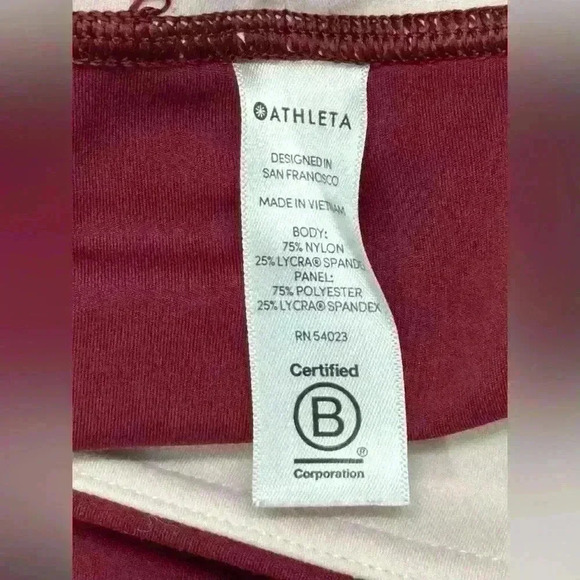 ATHLETA
DESIGNED IN
SAN FRANCISCO
MADE IN VIETNAM
BODY:
75% NYLON
25% LYCRA® SPANDE
PANEL:
75% POLYESTER
25% LYCRA® SPANDEX
RN 54023
Certified
B
®
Corporation